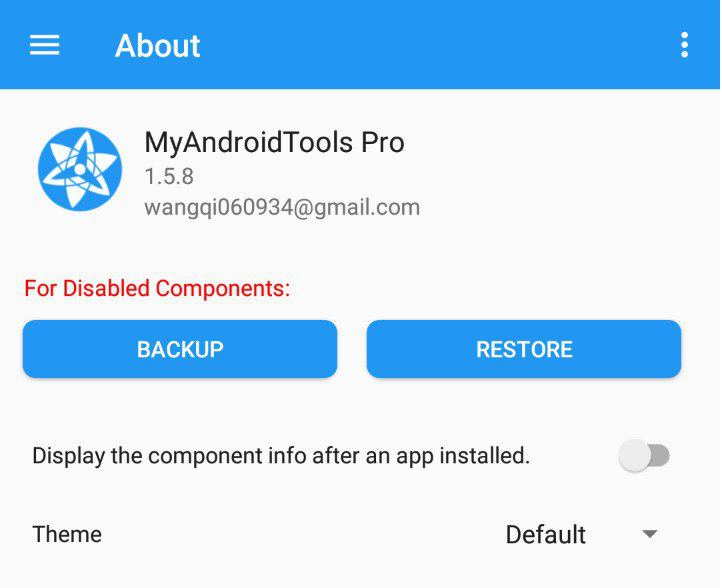 About
MyAndroidTools Pro
1.5.8
wangqi060934@gmail.com
For Disabled Components:
BACKUP
RESTORE
Display the component info after an app installed.
Theme
Default